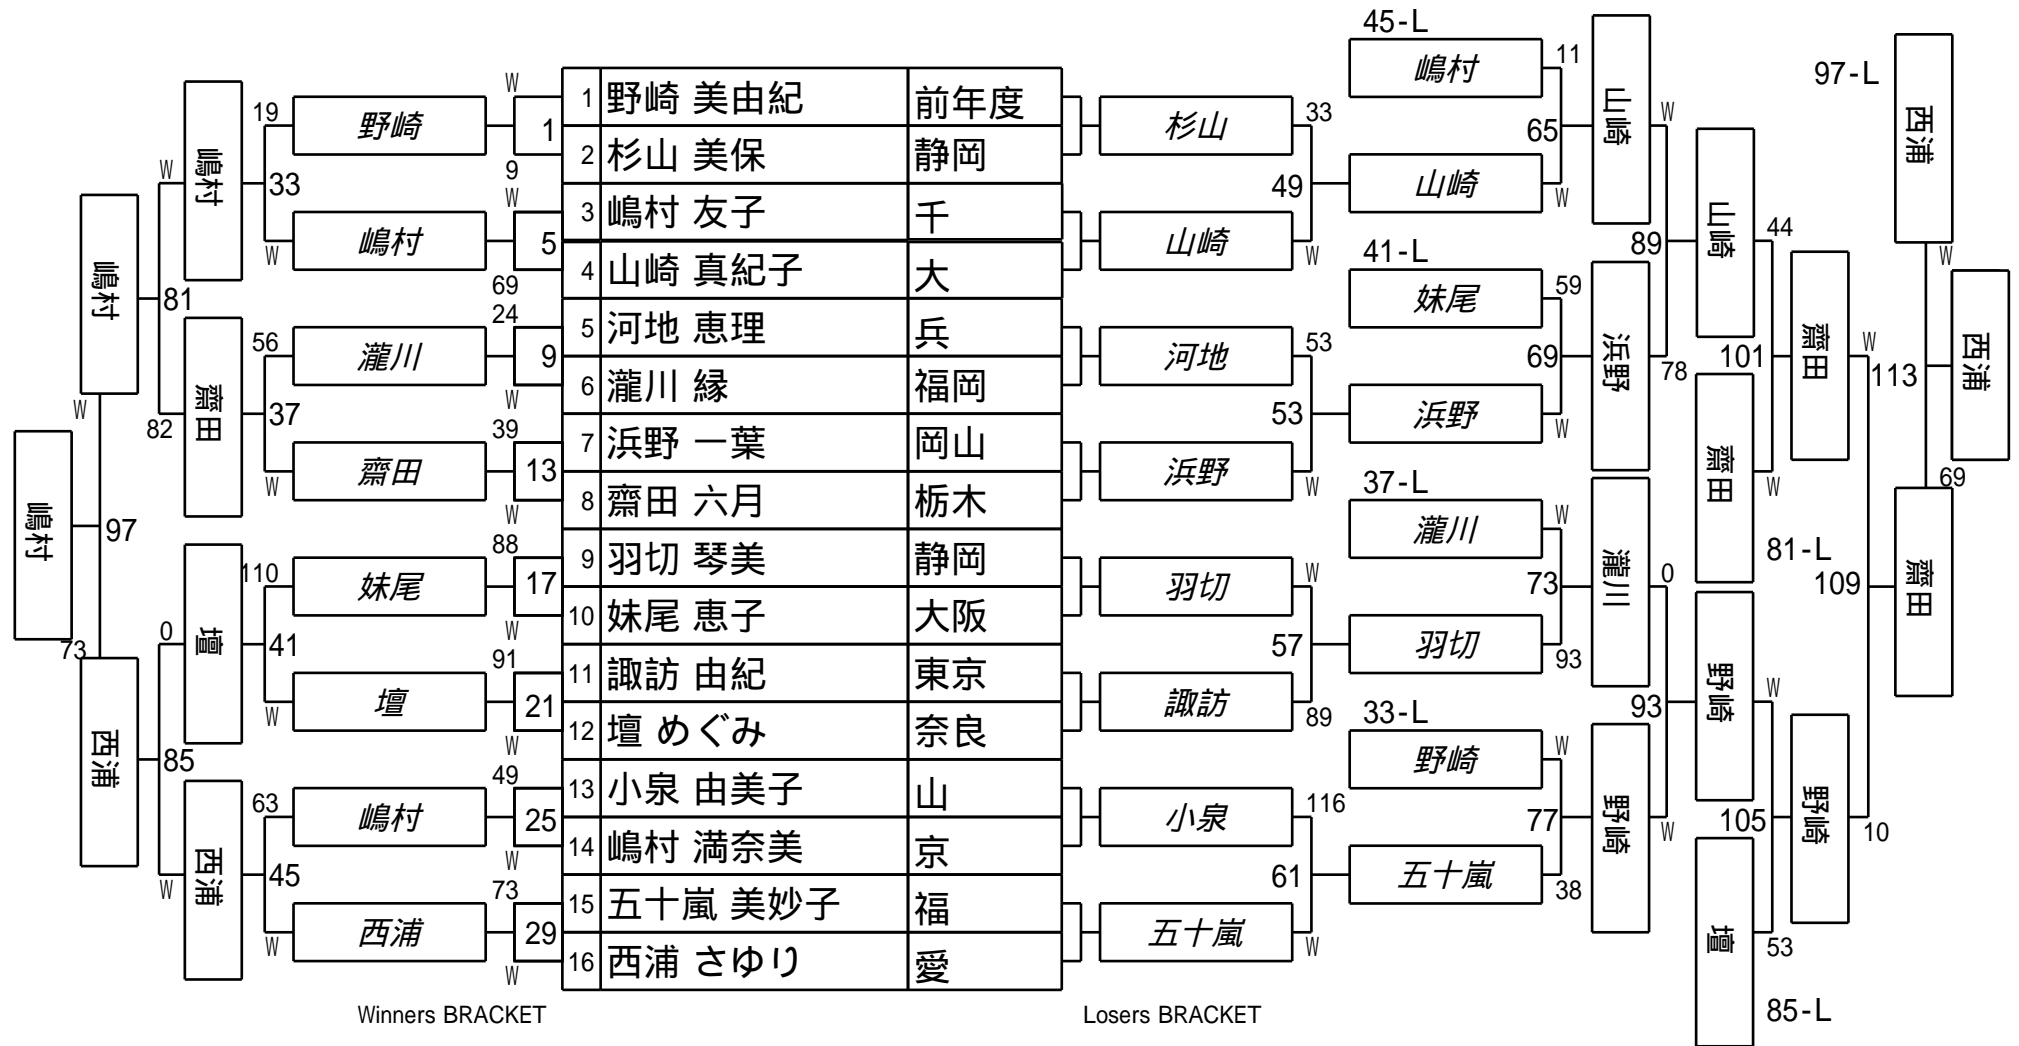 45-L
嶋村 11
97-L
W 1 野崎 美由紀 前年度
19 野崎 1 杉山 33 65 山崎 W 西浦
9 2 杉山 美保 静岡
W 嶋村 33 49 山崎 W 山崎 44
W 3 嶋村 友子 千
W 嶋村 5 山崎 W 89 W
69 4 山崎 真紀子 大 41-L
嶋村 81 妹尾 59 西浦
24 5 河地 恵理 兵
56 瀧川 9 河地 53 69 浜野 78 101 齋田 W 113
W 6 瀧川 縁 福岡
W 82 齋田 37 53 浜野 W
39 7 浜野 一葉 岡山
W 齋田 13 浜野 W 齋田 W 69
W 8 齋田 六月 栃木 37-L
嶋村 97 瀧川 W
88 9 羽切 琴美 静岡 81-L
110 妹尾 17 羽切 W 73 瀧川 0 109 齋田
W 10 妹尾 恵子 大阪
73 0 壇 41 57 羽切 93
91 11 諏訪 由紀 東京
W 壇 21 諏訪 89 93 野崎 W
W 12 壇 めぐみ 奈良 33-L
西浦 85 野崎 W
49 13 小泉 由美子 山
63 嶋村 25 小泉 116 77 野崎 W 105 野崎 10
W 14 嶋村 満奈美 京
W 西浦 45 61 五十嵐 38
73 15 五十嵐 美妙子 福
W 西浦 29 五十嵐 W 壇 53
W 16 西浦 さゆり 愛
Winners BRACKET Losers BRACKET 85-L